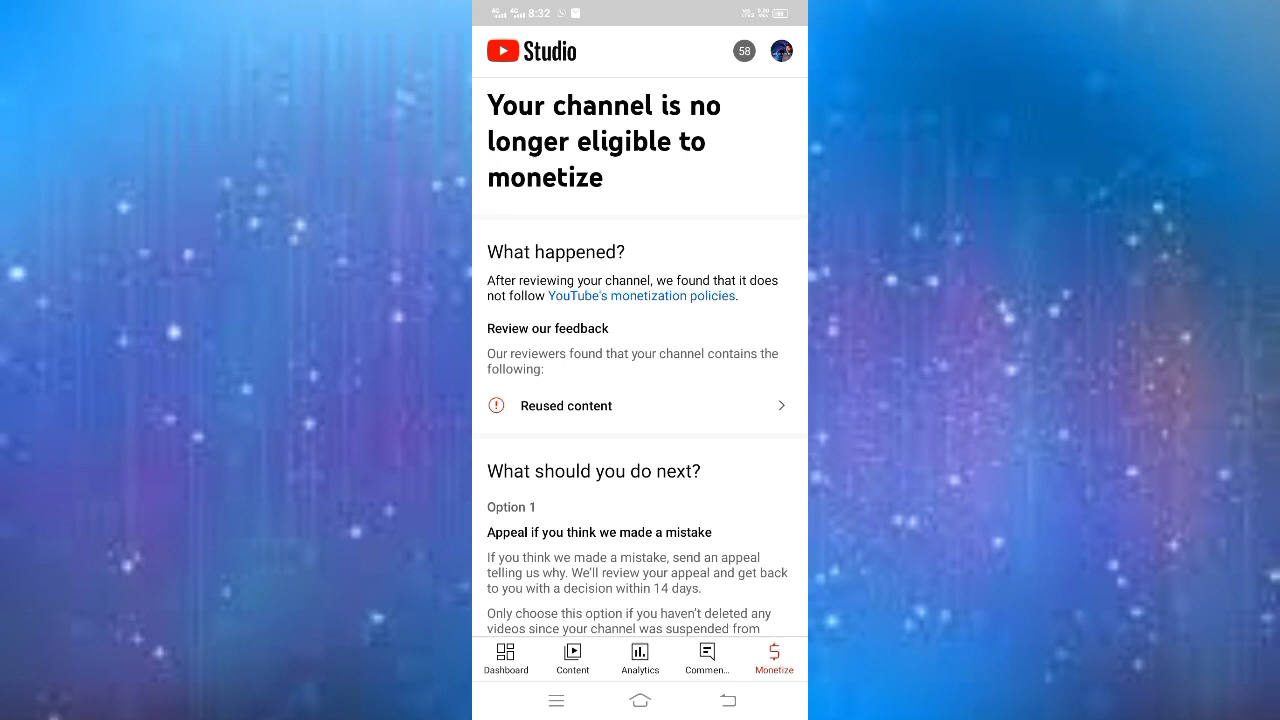 8:32
Studio
58
Your channel is no
longer eligible to
monetize
What happened?
After reviewing your channel, we found that it does
not follow YouTube's monetization policies.
Review our feedback
Our reviewers found that your channel contains the
following:
Reused content
What should you do next?
Option 1
Appeal if you think we made a mistake
If you think we made a mistake, send an appeal
telling us why. We'll review your appeal and get back
to you with a decision within 14 days.
Only choose this option if you haven't deleted any
videos since your channel was suspended from
Dashboard
Content
Analytics
Commen...
Monetize